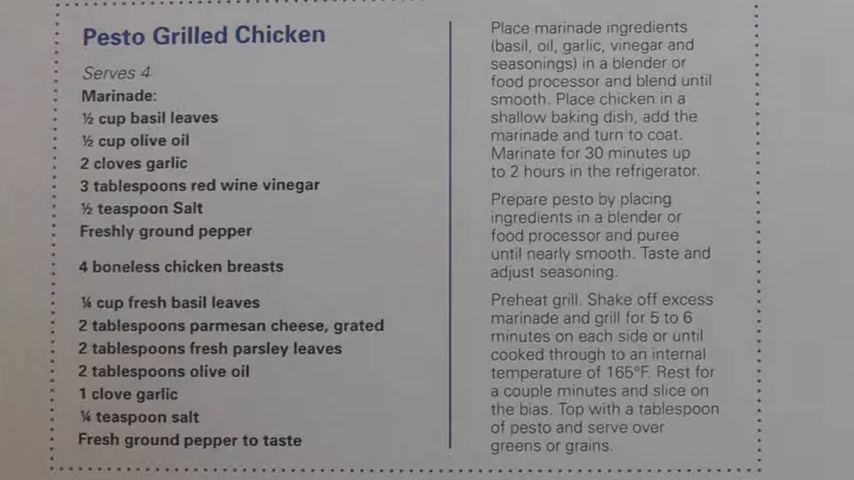 Pesto Grilled Chicken
Serves 4
Marinade:
½ cup basil leaves
½ cup olive oil
2 cloves garlic
3 tablespoons red wine vinegar
½ teaspoon Salt
Freshly ground pepper
4 boneless chicken breasts
¼ cup fresh basil leaves
2 tablespoons parmesan cheese, grated
2 tablespoons fresh parsley leaves
2 tablespoons olive oil
1 clove garlic
¼ teaspoon salt
Fresh ground pepper to taste
Place marinade ingredients
(basil, oil, garlic, vinegar and
seasonings) in a blender or
food processor and blend until
smooth. Place chicken in a
shallow baking dish, add the
marinade and turn to coat.
Marinate for 30 minutes up
to 2 hours in the refrigerator.
Prepare pesto by placing
ingredients in a blender or
food processor and puree
until nearly smooth. Taste and
adjust seasoning.
Preheat grill. Shake off excess
marinade and grill for 5 to 6
minutes on each side or until
cooked through to an internal
temperature of 165°F. Rest for
a couple minutes and slice on
the bias. Top with a tablespoon
of pesto and serve over
greens or grains.